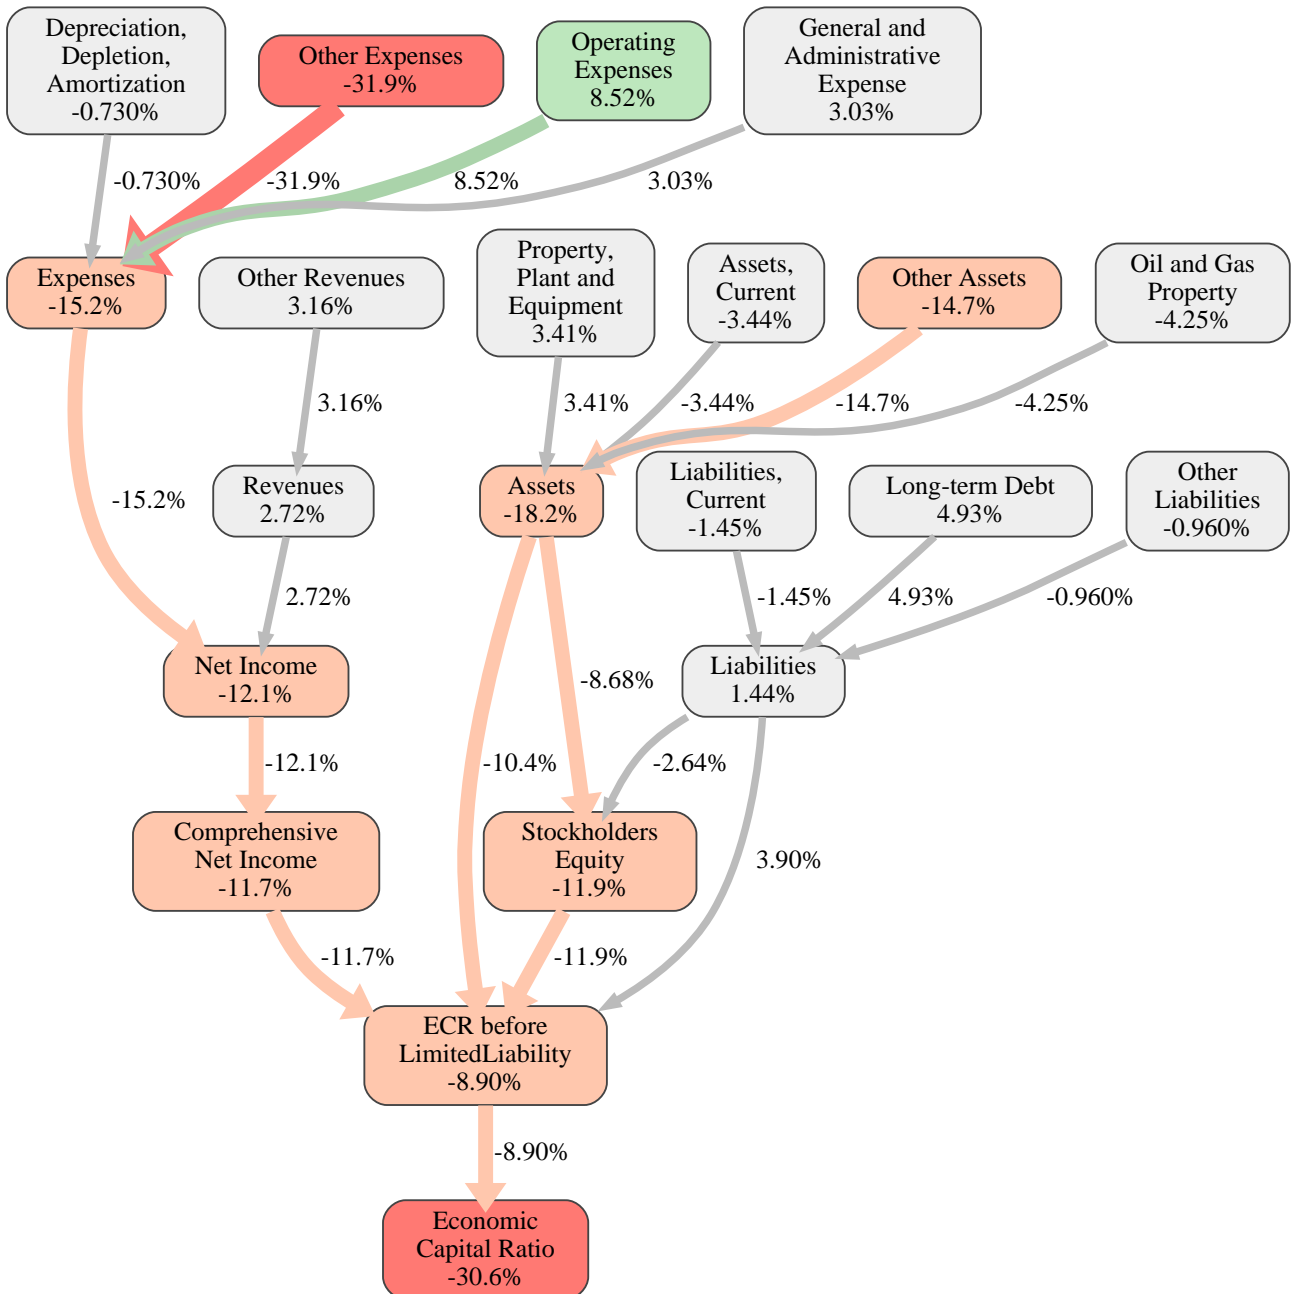 Depreciation,
Depletion,
Amortization
-0.730%
Other Expenses
-31.9%
Operating
Expenses
8.52%
General and
Administrative
Expense
3.03%
-0.730%
-31.9%
8.52%
3.03%
Expenses
-15.2%
Other Revenues
3.16%
Property,
Plant and
Equipment
3.41%
Assets,
Current
-3.44%
Other Assets
-14.7%
Oil and Gas
Property
-4.25%
3.16%
3.41%
-3.44%
-14.7%
-4.25%
Revenues
2.72%
Assets
-18.2%
Liabilities,
Current
-1.45%
Long-term Debt
4.93%
Other
Liabilities
-0.960%
-15.2%
2.72%
-1.45%
4.93%
-0.960%
Net Income
-12.1%
-8.68%
Liabilities
1.44%
-12.1%
-10.4%
-2.64%
Comprehensive
Net Income
-11.7%
Stockholders
Equity
-11.9%
3.90%
-11.7%
-11.9%
ECR before
LimitedLiability
-8.90%
-8.90%
Economic
Capital Ratio
-30.6%